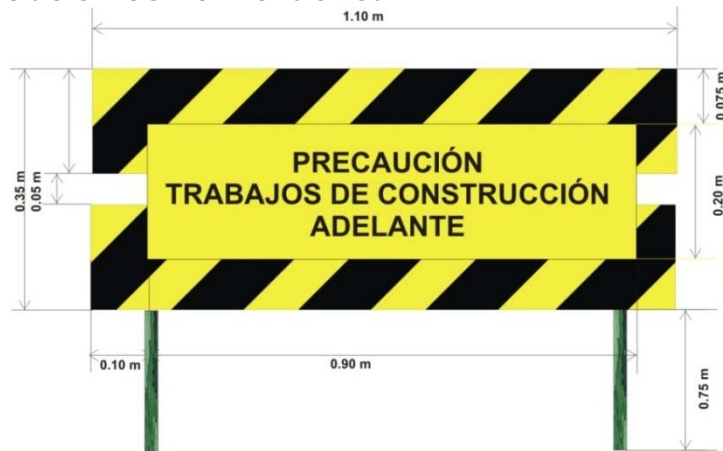 1.10 m
0.075 m
0.35 m
0.05 m
PRECAUCIÓN
TRABAJOS DE CONSTRUCCIÓN
ADELANTE
0.20 m
0.10 m
0.90 m
0.75 m